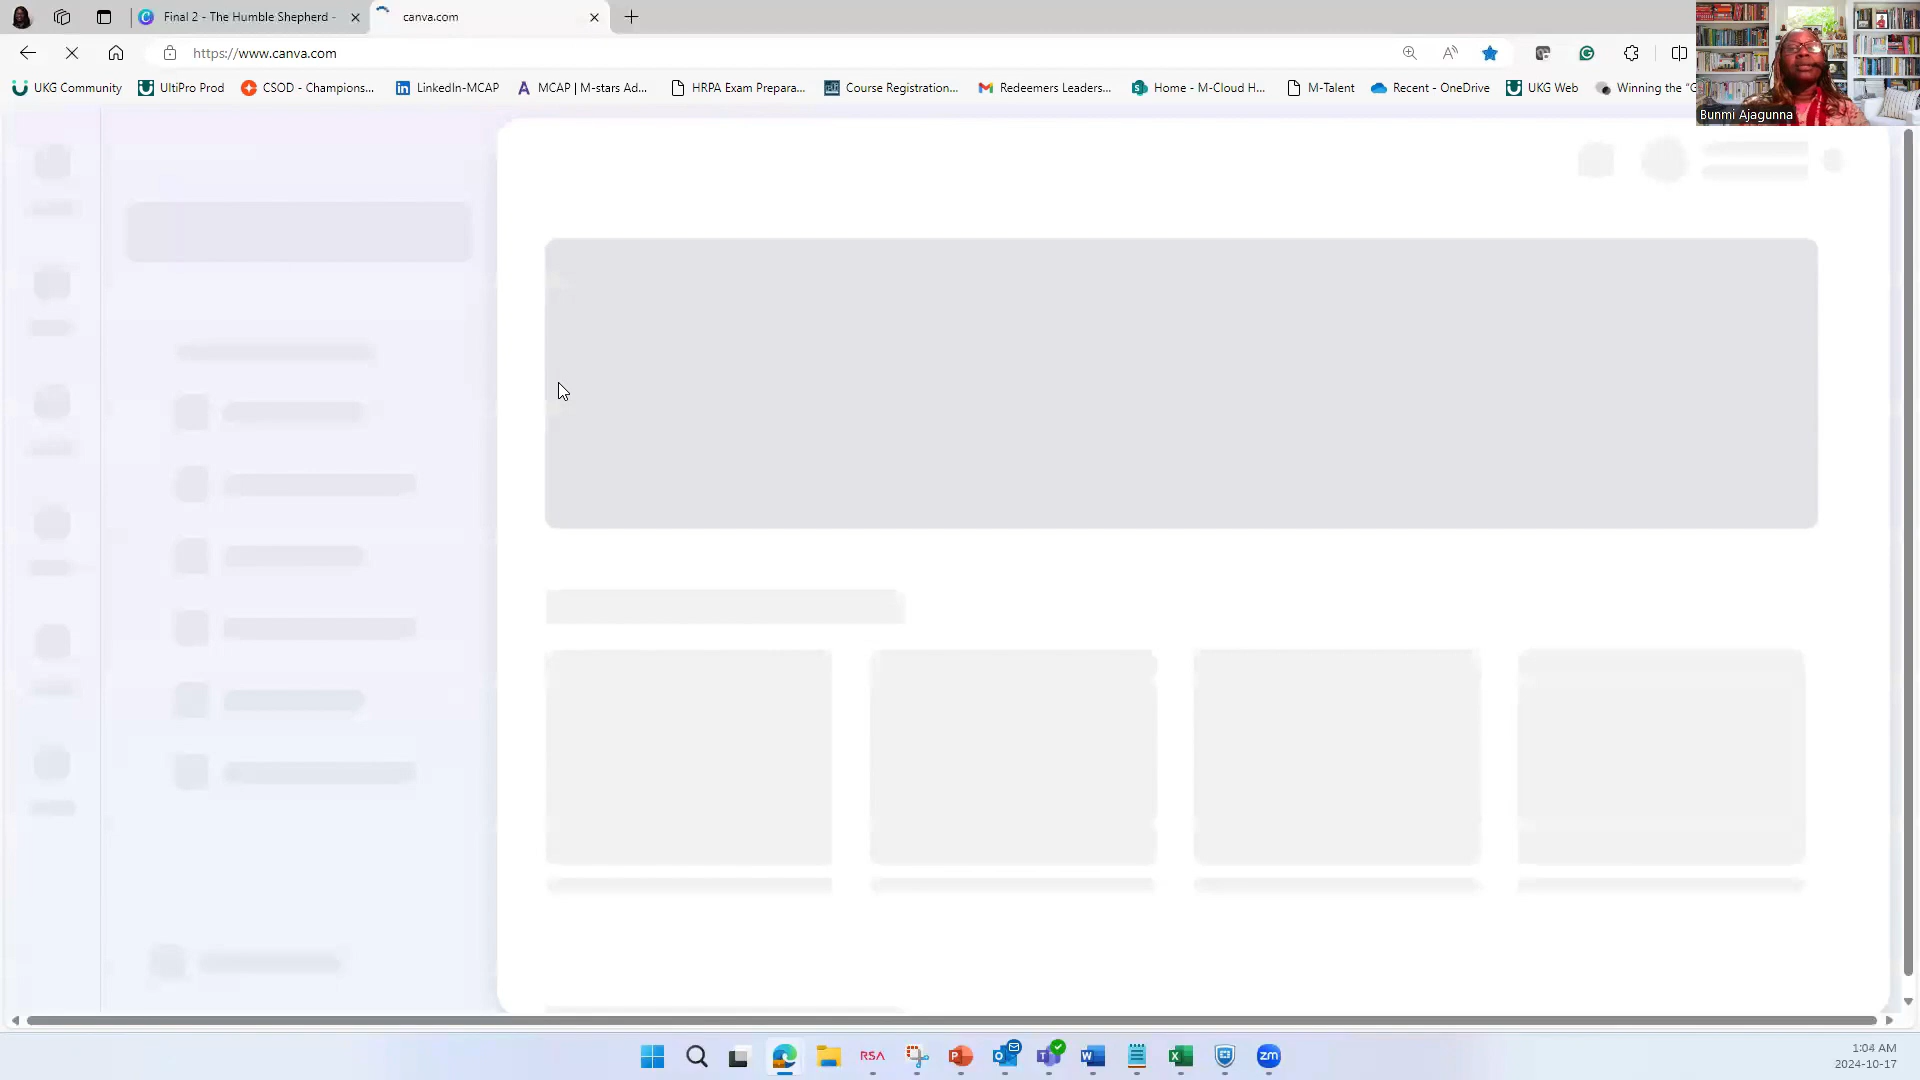 Final 2 - The Humble Shepherd -
canva.com
https://www.canva.com
UKG Community
UltiPro Prod
CSOD - Champions...
LinkedIn-MCAP
MCAP | M-stars Ad...
HRPA Exam Prepara...
Course Registration...
Redeemers Leaders...
Home - M-Cloud H...
M-Talent
Recent - OneDrive
UKG Web
Winning the "G
Bunmi Ajagunna
RSA
zm
1:04 AM
2024-10-17